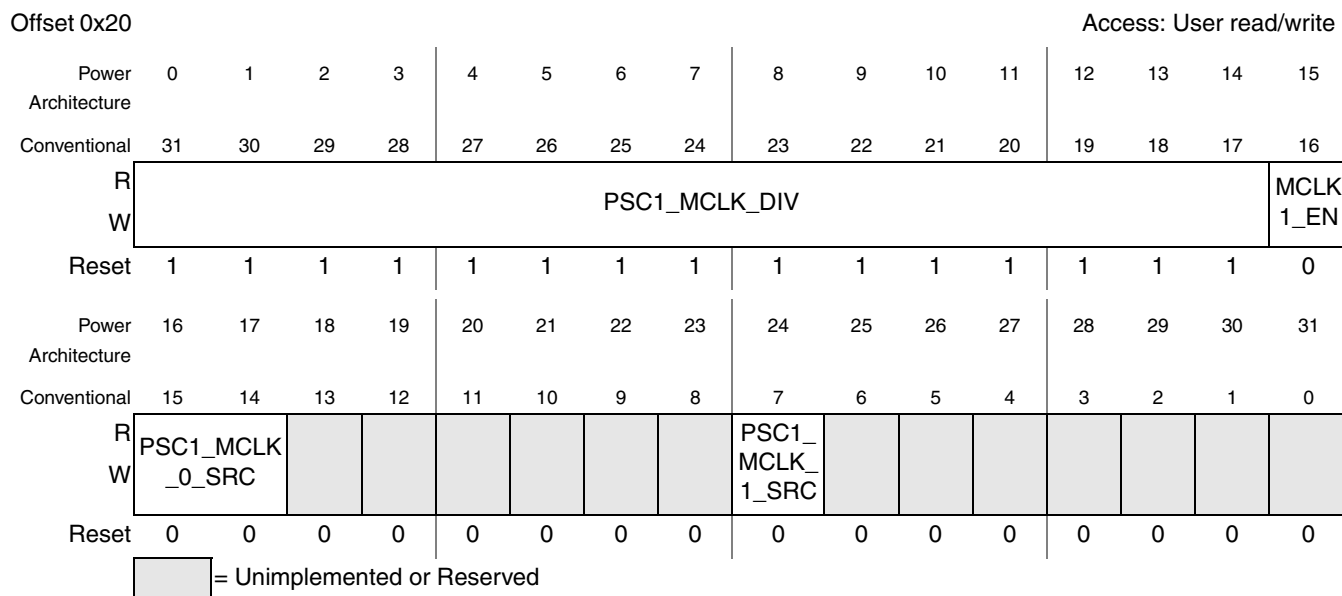 Offset 0x20 Access: User read/write
Power 0 1 2 3 4 5 6 7 8 9 10 11 12 13 14 15
Architecture
Conventional 31 30 29 28 27 26 25 24 23 22 21 20 19 18 17 16
R
PSC1_MCLK_DIV
MCLK
1_EN
W
Reset 1 1 1 1 1 1 1 1 1 1 1 1 1 1 1 0
Power 16 17 18 19 20 21 22 23 24 25 26 27 28 29 30 31
Architecture
Conventional 15 14 13 12 11 10 9 8 7 6 5 4 3 2 1 0
R
PSC1_MCLK
_0_SRC
PSC1_
MCLK_
1_SRC
W
Reset 0 0 0 0 0 0 0 0 0 0 0 0 0 0 0 0
= Unimplemented or Reserved